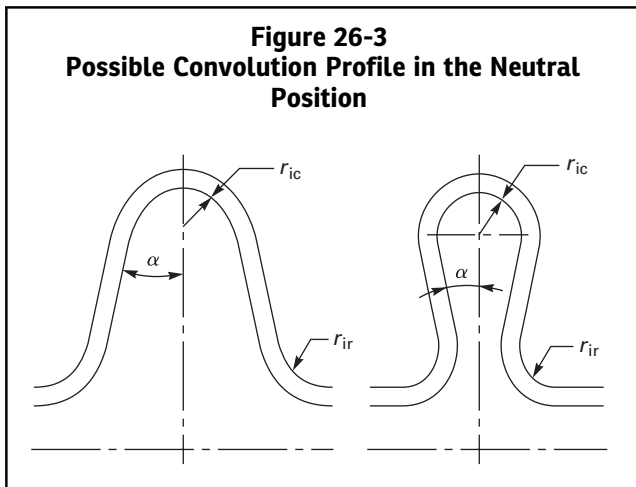 Figure 26-3
Possible Convolution Profile in the Neutral
Position
r_ic
α
r_ir
r_ic
α
r_ir